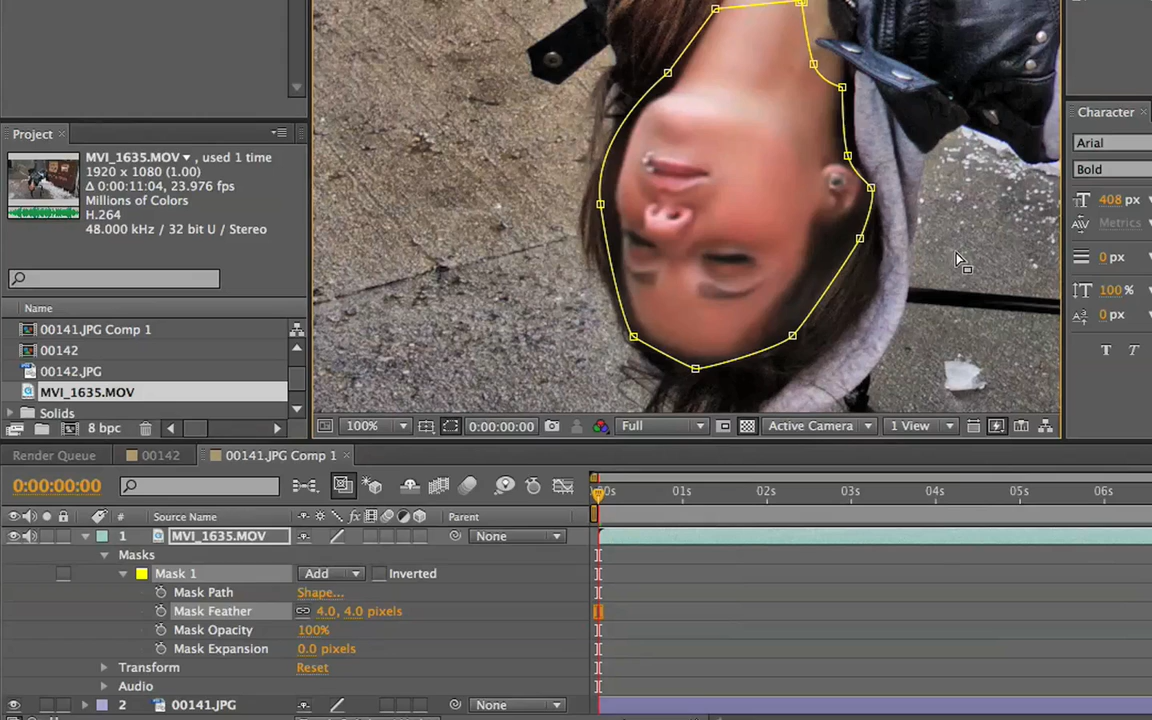 Project
MVI_1635.MOV, used 1 time
1920 x 1080 (1.00)
Δ 0:00:11:04, 23.976 fps
Millions of Colors
H.264
48.000 kHz / 32 bit U / Stereo
Name
00141.JPG Comp 1
00142
00142.JPG
MVI_1635.MOV
Solids
8 bpc
100%
0:00:00:00
Full
Active Camera
1 View
Character
Arial
Bold
408 px
Metrics
0 px
100 %
0 px
T T
Render Queue
00142
00141.JPG Comp 1
0:00:00:00
00s 01s 02s 03s 04s 05s 06s
# Source Name Parent
1 MVI_1635.MOV None
Masks
Mask 1 Add Inverted
Mask Path Shape...
Mask Feather 4.0, 4.0 pixels
Mask Opacity 100%
Mask Expansion 0.0 pixels
Transform Reset
Audio
2 00141.JPG None